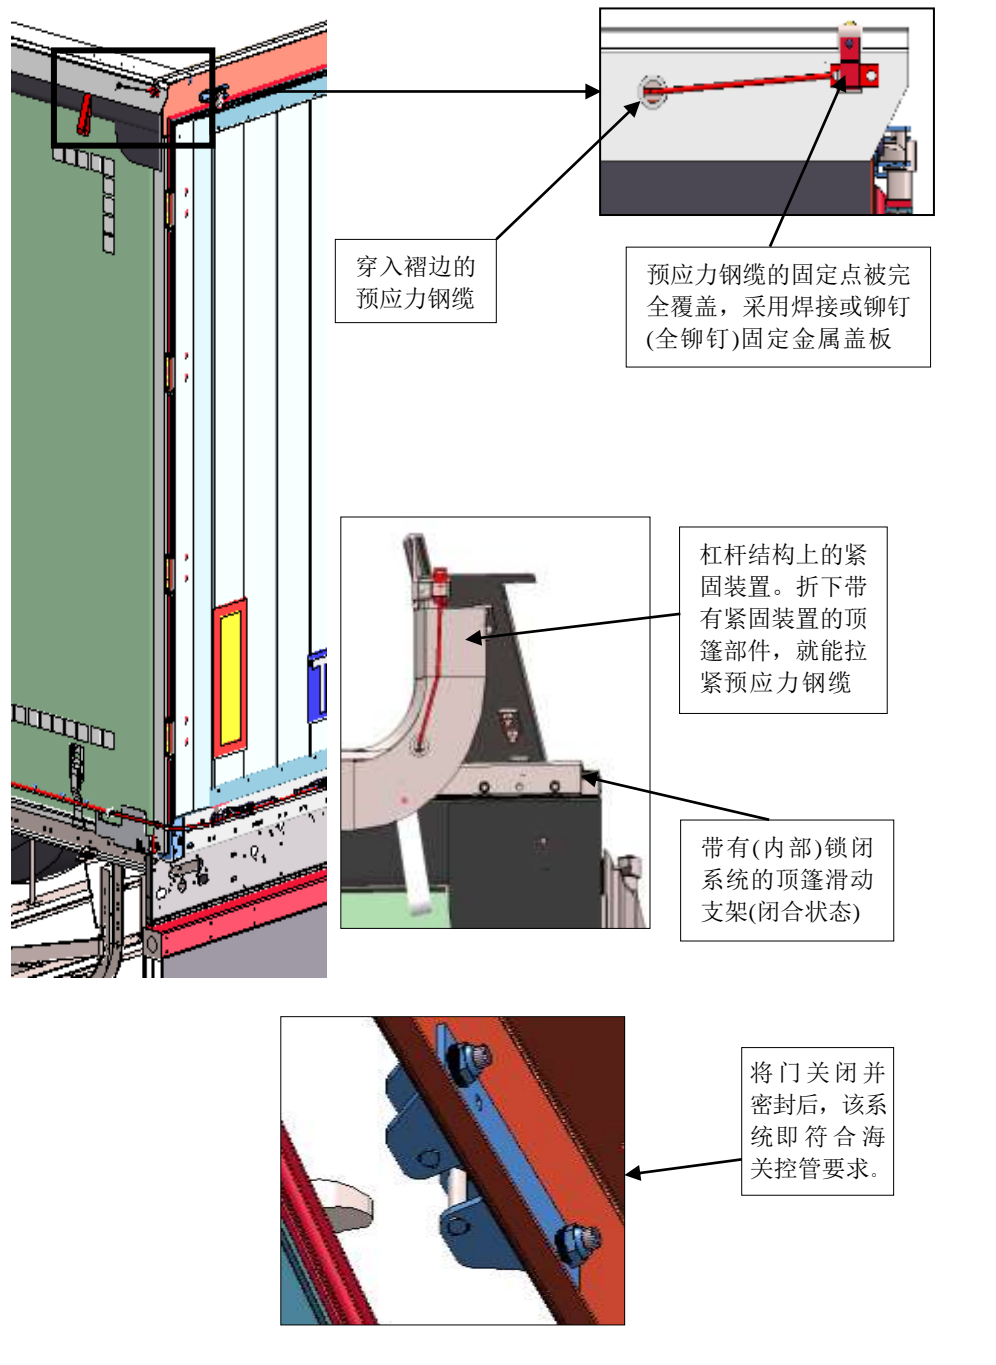 穿入褶边的
预应力钢缆
预应力钢缆的固定点被完
全覆盖，采用焊接或铆钉
(全铆钉)固定金属盖板
杠杆结构上的紧
固装置。折下带
有紧固装置的顶
篷部件，就能拉
紧预应力钢缆
带有(内部)锁闭
系统的顶篷滑动
支架(闭合状态)
将门关闭并
密封后，该系
统即符合海
关控管要求。